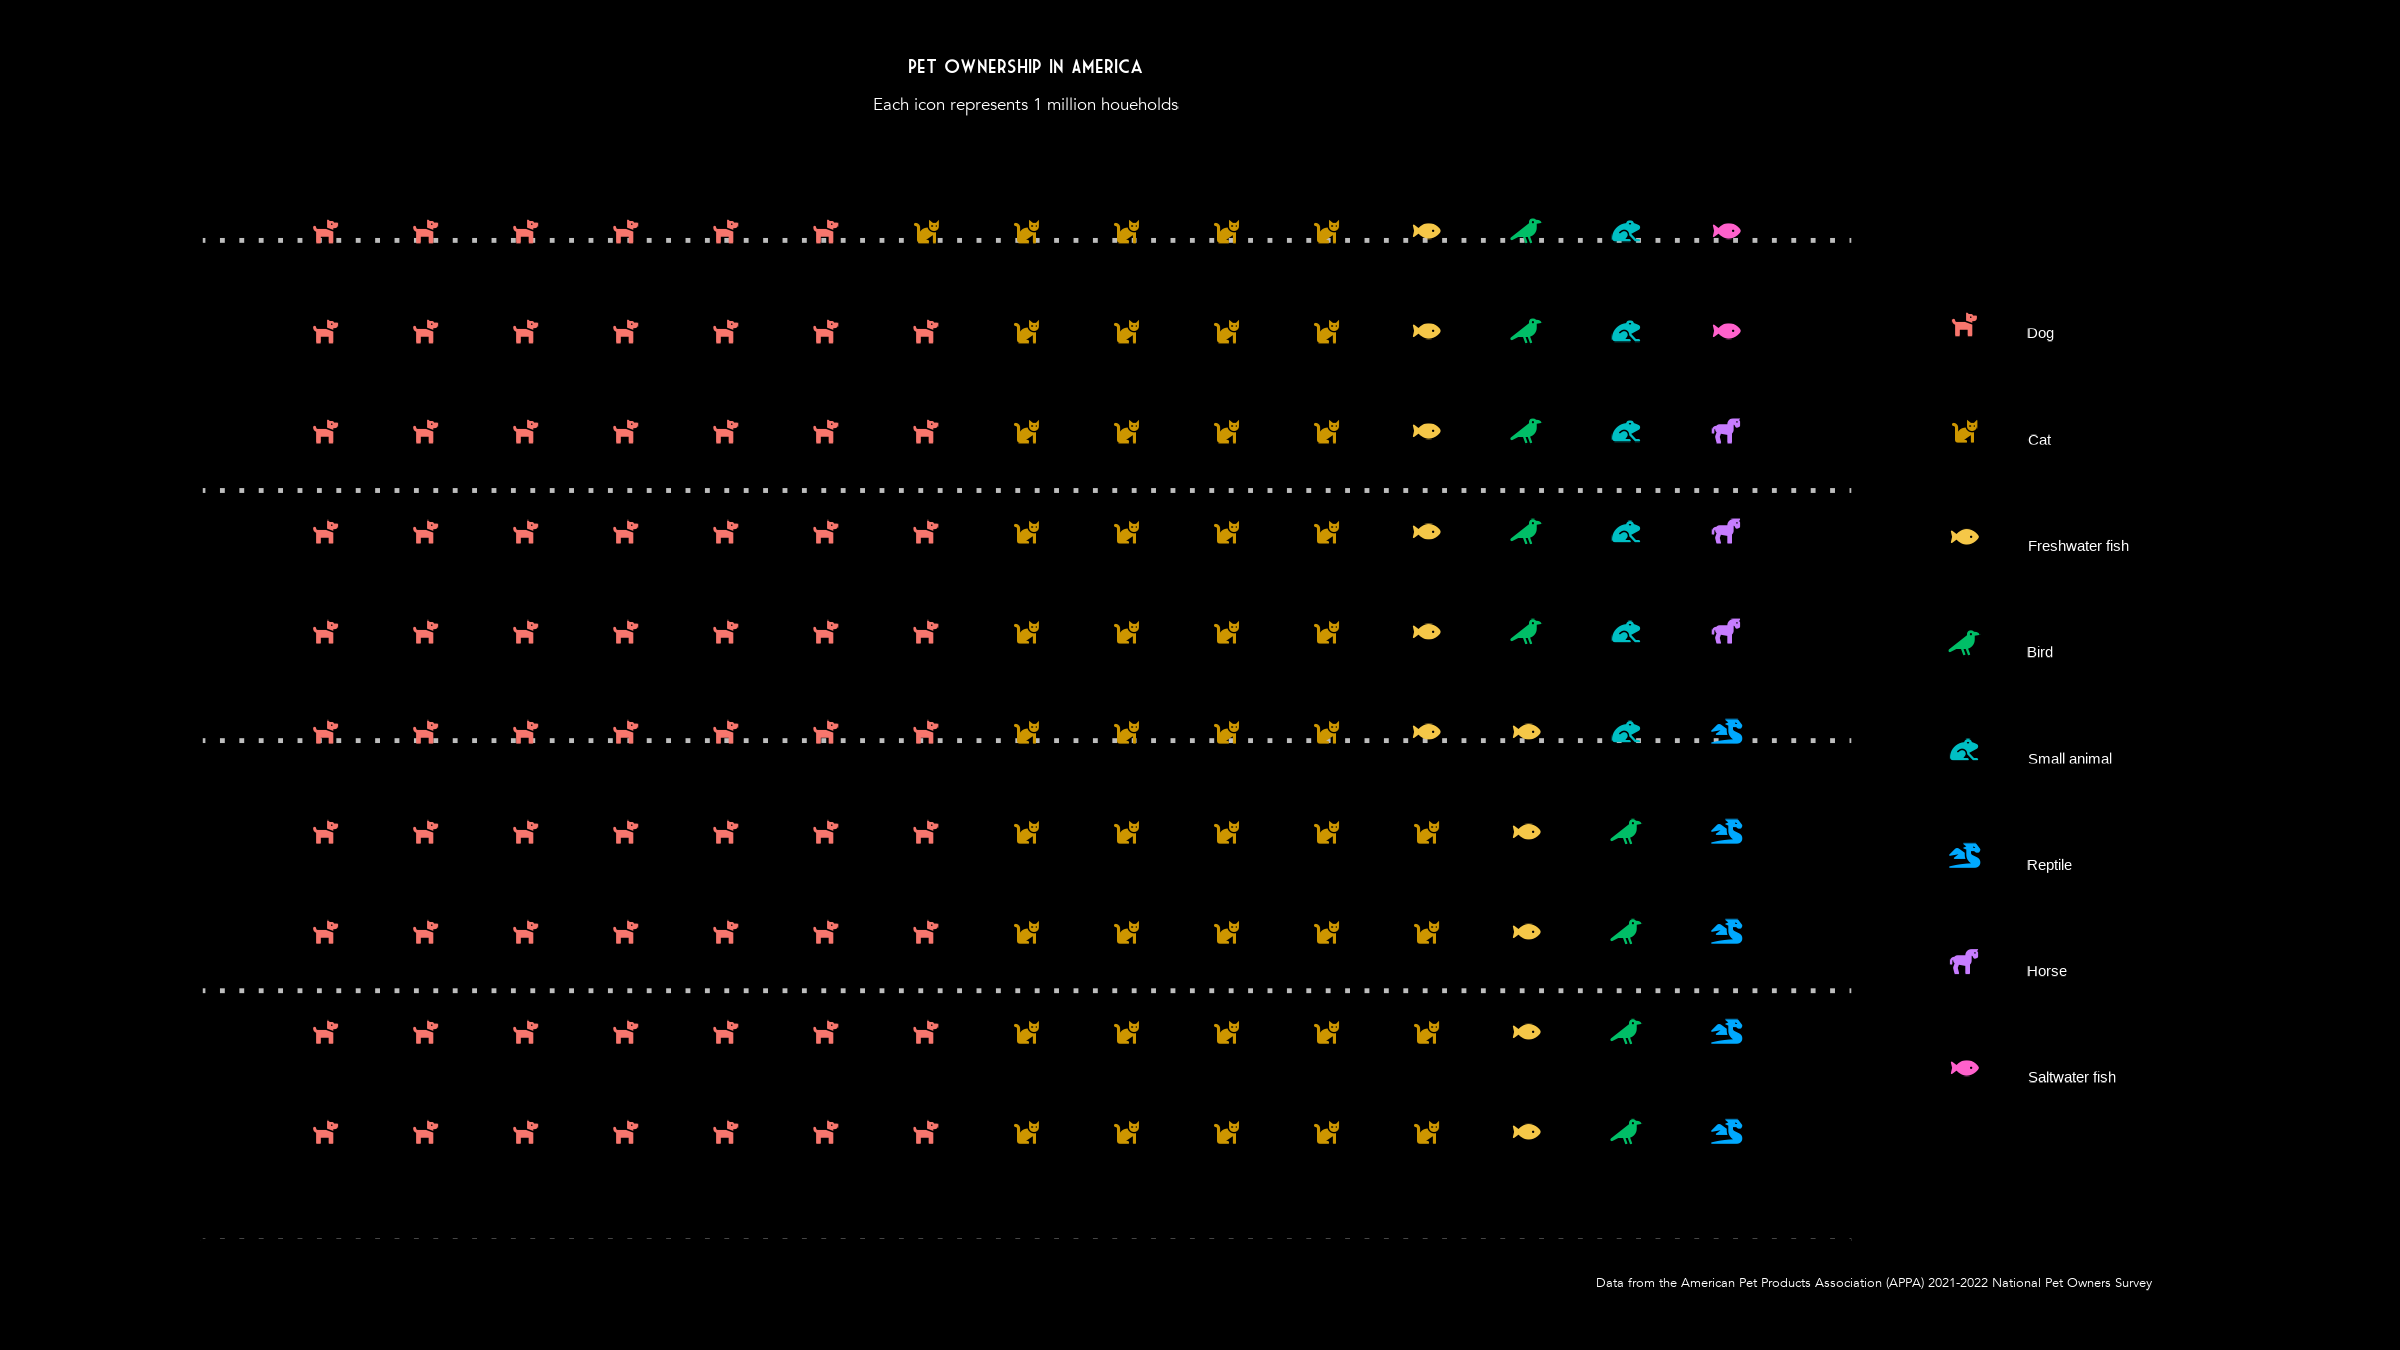 PET OWNERSHIP IN AMERICA
Each icon represents 1 million houeholds
Dog
Cat
Freshwater fish
Bird
Small animal
Reptile
Horse
Saltwater fish
Data from the American Pet Products Association (APPA) 2021-2022 National Pet Owners Survey